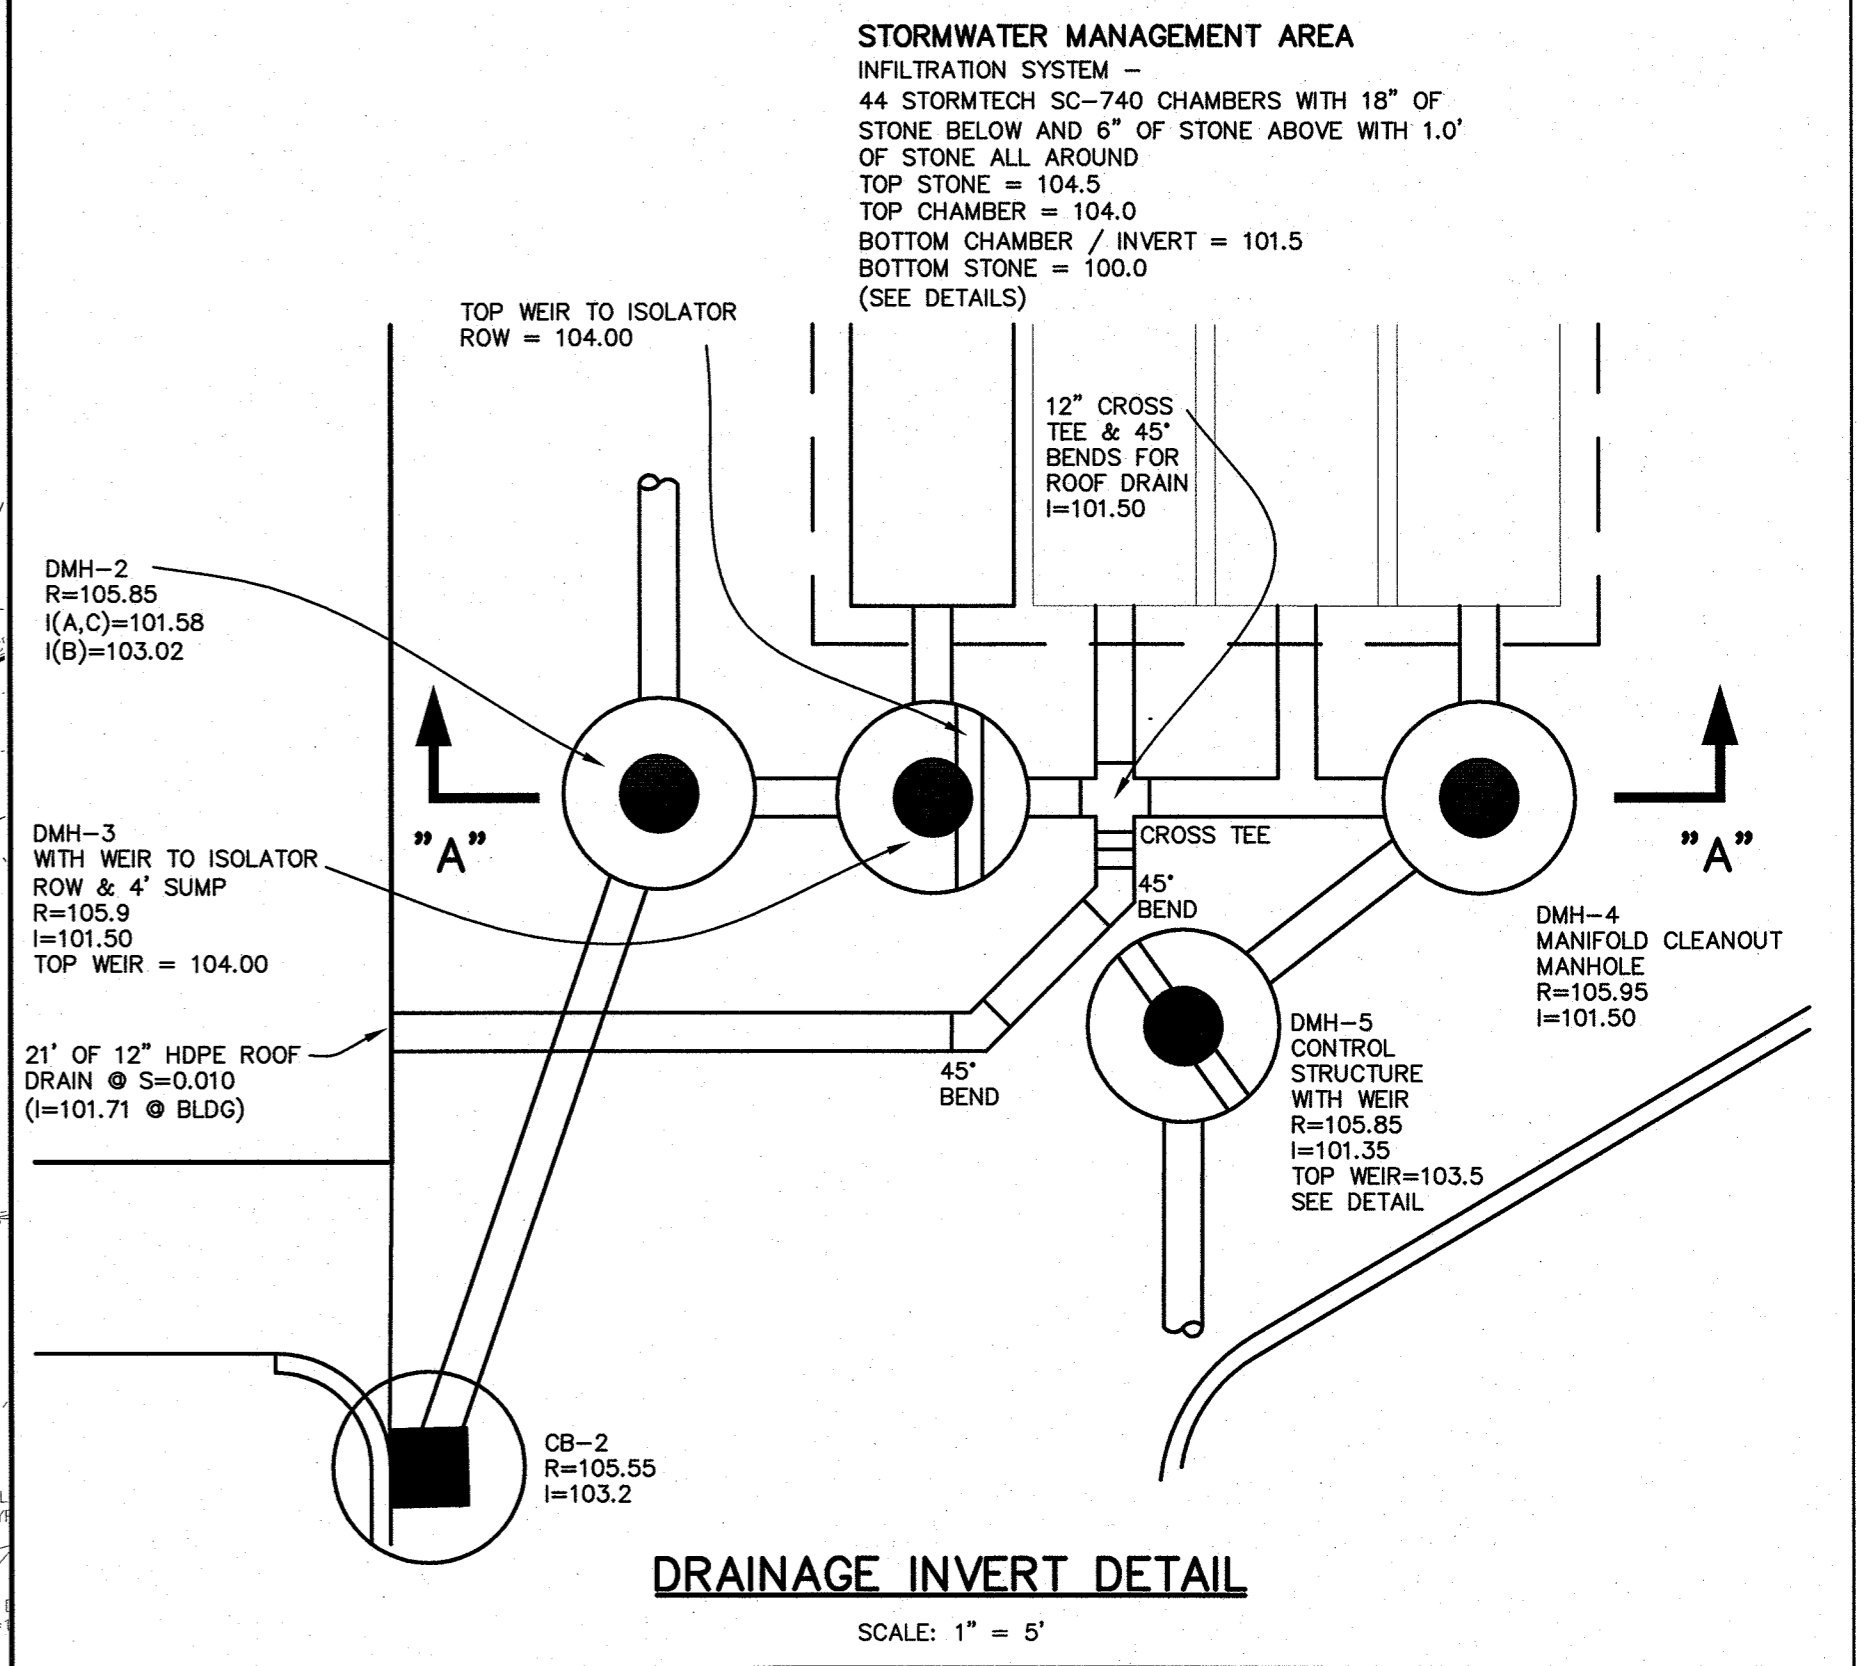 STORMWATER MANAGEMENT AREA
INFILTRATION SYSTEM –
44 STORMTECH SC–740 CHAMBERS WITH 18" OF
STONE BELOW AND 6" OF STONE ABOVE WITH 1.0'
OF STONE ALL AROUND
TOP STONE = 104.5
TOP CHAMBER = 104.0
BOTTOM CHAMBER / INVERT = 101.5
BOTTOM STONE = 100.0
(SEE DETAILS)
TOP WEIR TO ISOLATOR
ROW = 104.00
12" CROSS
TEE & 45°
BENDS FOR
ROOF DRAIN
I=101.50
DMH–2
R=105.85
I(A,C)=101.58
I(B)=103.02
DMH–3
WITH WEIR TO ISOLATOR
ROW & 4' SUMP
R=105.9
I=101.50
TOP WEIR = 104.00
"A"
"A"
CROSS TEE
45°
BEND
DMH–4
MANIFOLD CLEANOUT
MANHOLE
R=105.95
I=101.50
21' OF 12" HDPE ROOF
DRAIN @ S=0.010
(I=101.71 @ BLDG)
45°
BEND
DMH–5
CONTROL
STRUCTURE
WITH WEIR
R=105.85
I=101.35
TOP WEIR=103.5
SEE DETAIL
CB–2
R=105.55
I=103.2
DRAINAGE INVERT DETAIL
SCALE: 1" = 5'